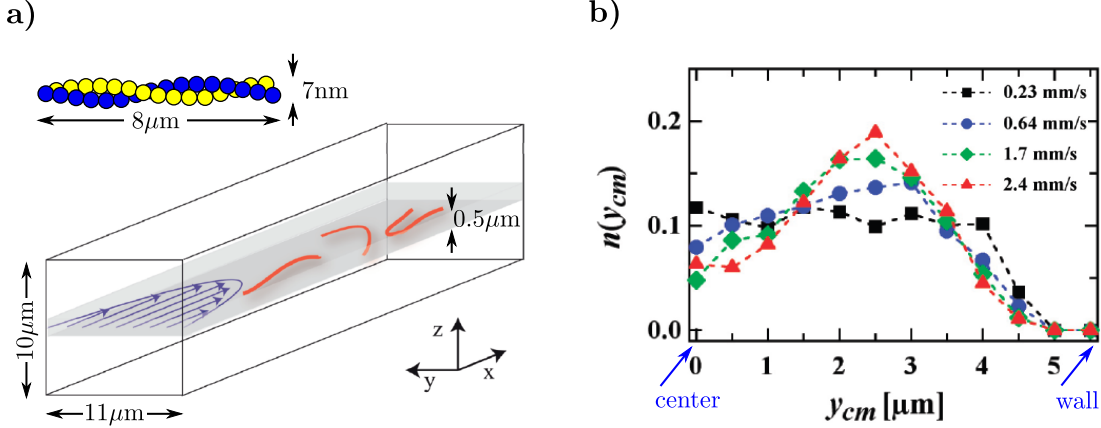 a)
7nm
8μm
0.5μm
10μm
11μm
z
y
x
b)
n(ycm)
0.2
0.1
0.0
0.23 mm/s
0.64 mm/s
1.7 mm/s
2.4 mm/s
0 1 2 3 4 5
center
wall
ycm [μm]